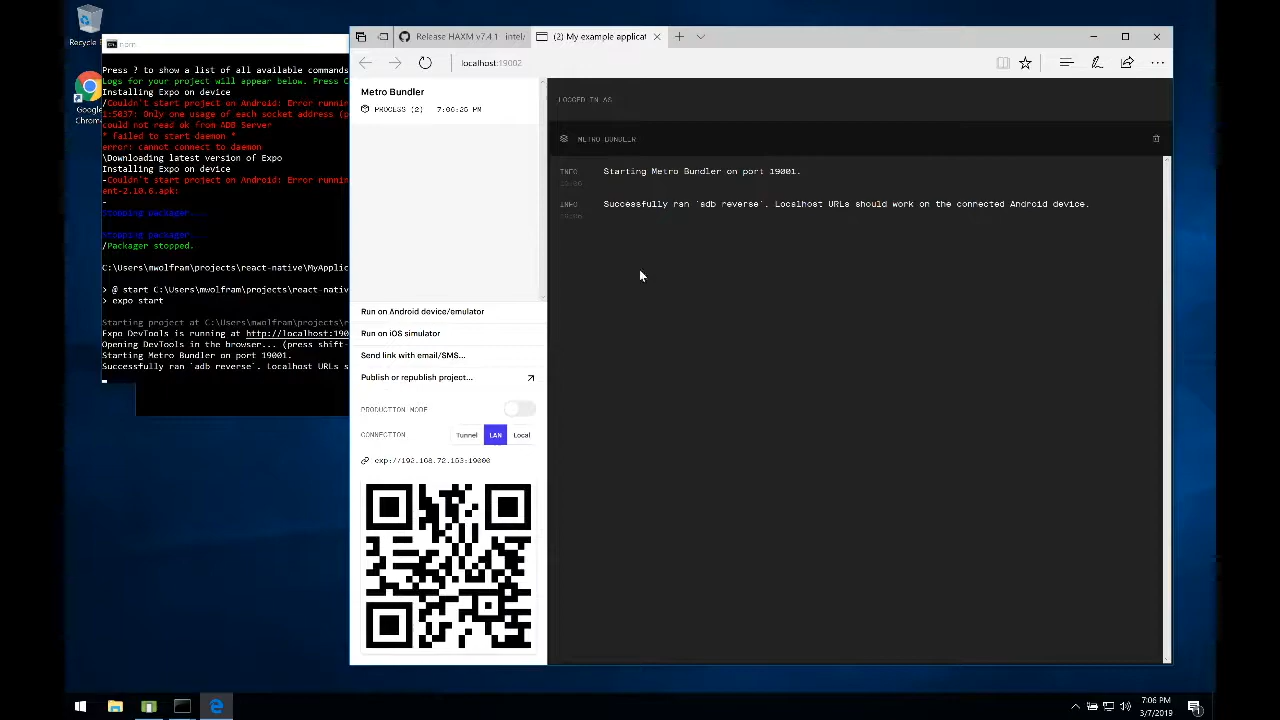 Recycle
Google
Chrom
npm
Press ? to show a list of all available commands
Logs for your project will appear below. Press C
Installing Expo on device
/Couldn't start project on Android: Error runnin
1:5037: Only one usage of each socket address (p
could not read ok from ADB Server
* failed to start daemon *
error: cannot connect to daemon
\Downloading latest version of Expo
Installing Expo on device
-Couldn't start project on Android: Error runnin
ent-2.10.6.apk:
-
Stopping packager...
Stopping packager...
/Packager stopped.
C:\Users\mwolfram\projects\react-native\MyApplic
> @ start C:\Users\mwolfram\projects\react-nativ
> expo start
Starting project at C:\Users\mwolfram\projects\r
Expo DevTools is running at http://localhost:190
Opening DevTools in the browser... (press shift-
Starting Metro Bundler on port 19001.
Successfully ran `adb reverse`. Localhost URLs s
Release HAXM v7.4.1 · intel/
(2) My example applicat
localhost:19002
Metro Bundler
PROCESS (2) 7:06:25 PM
Run on Android device/emulator
Run on iOS simulator
Send link with email/SMS...
Publish or republish project...
PRODUCTION MODE
CONNECTION Tunnel LAN Local
exp://192.168.72.163:19000
LOGGED IN AS
METRO BUNDLER
INFO Starting Metro Bundler on port 19001.
INFO Successfully ran `adb reverse`. Localhost URLs should work on the connected Android device.
7:06 PM
3/7/2019